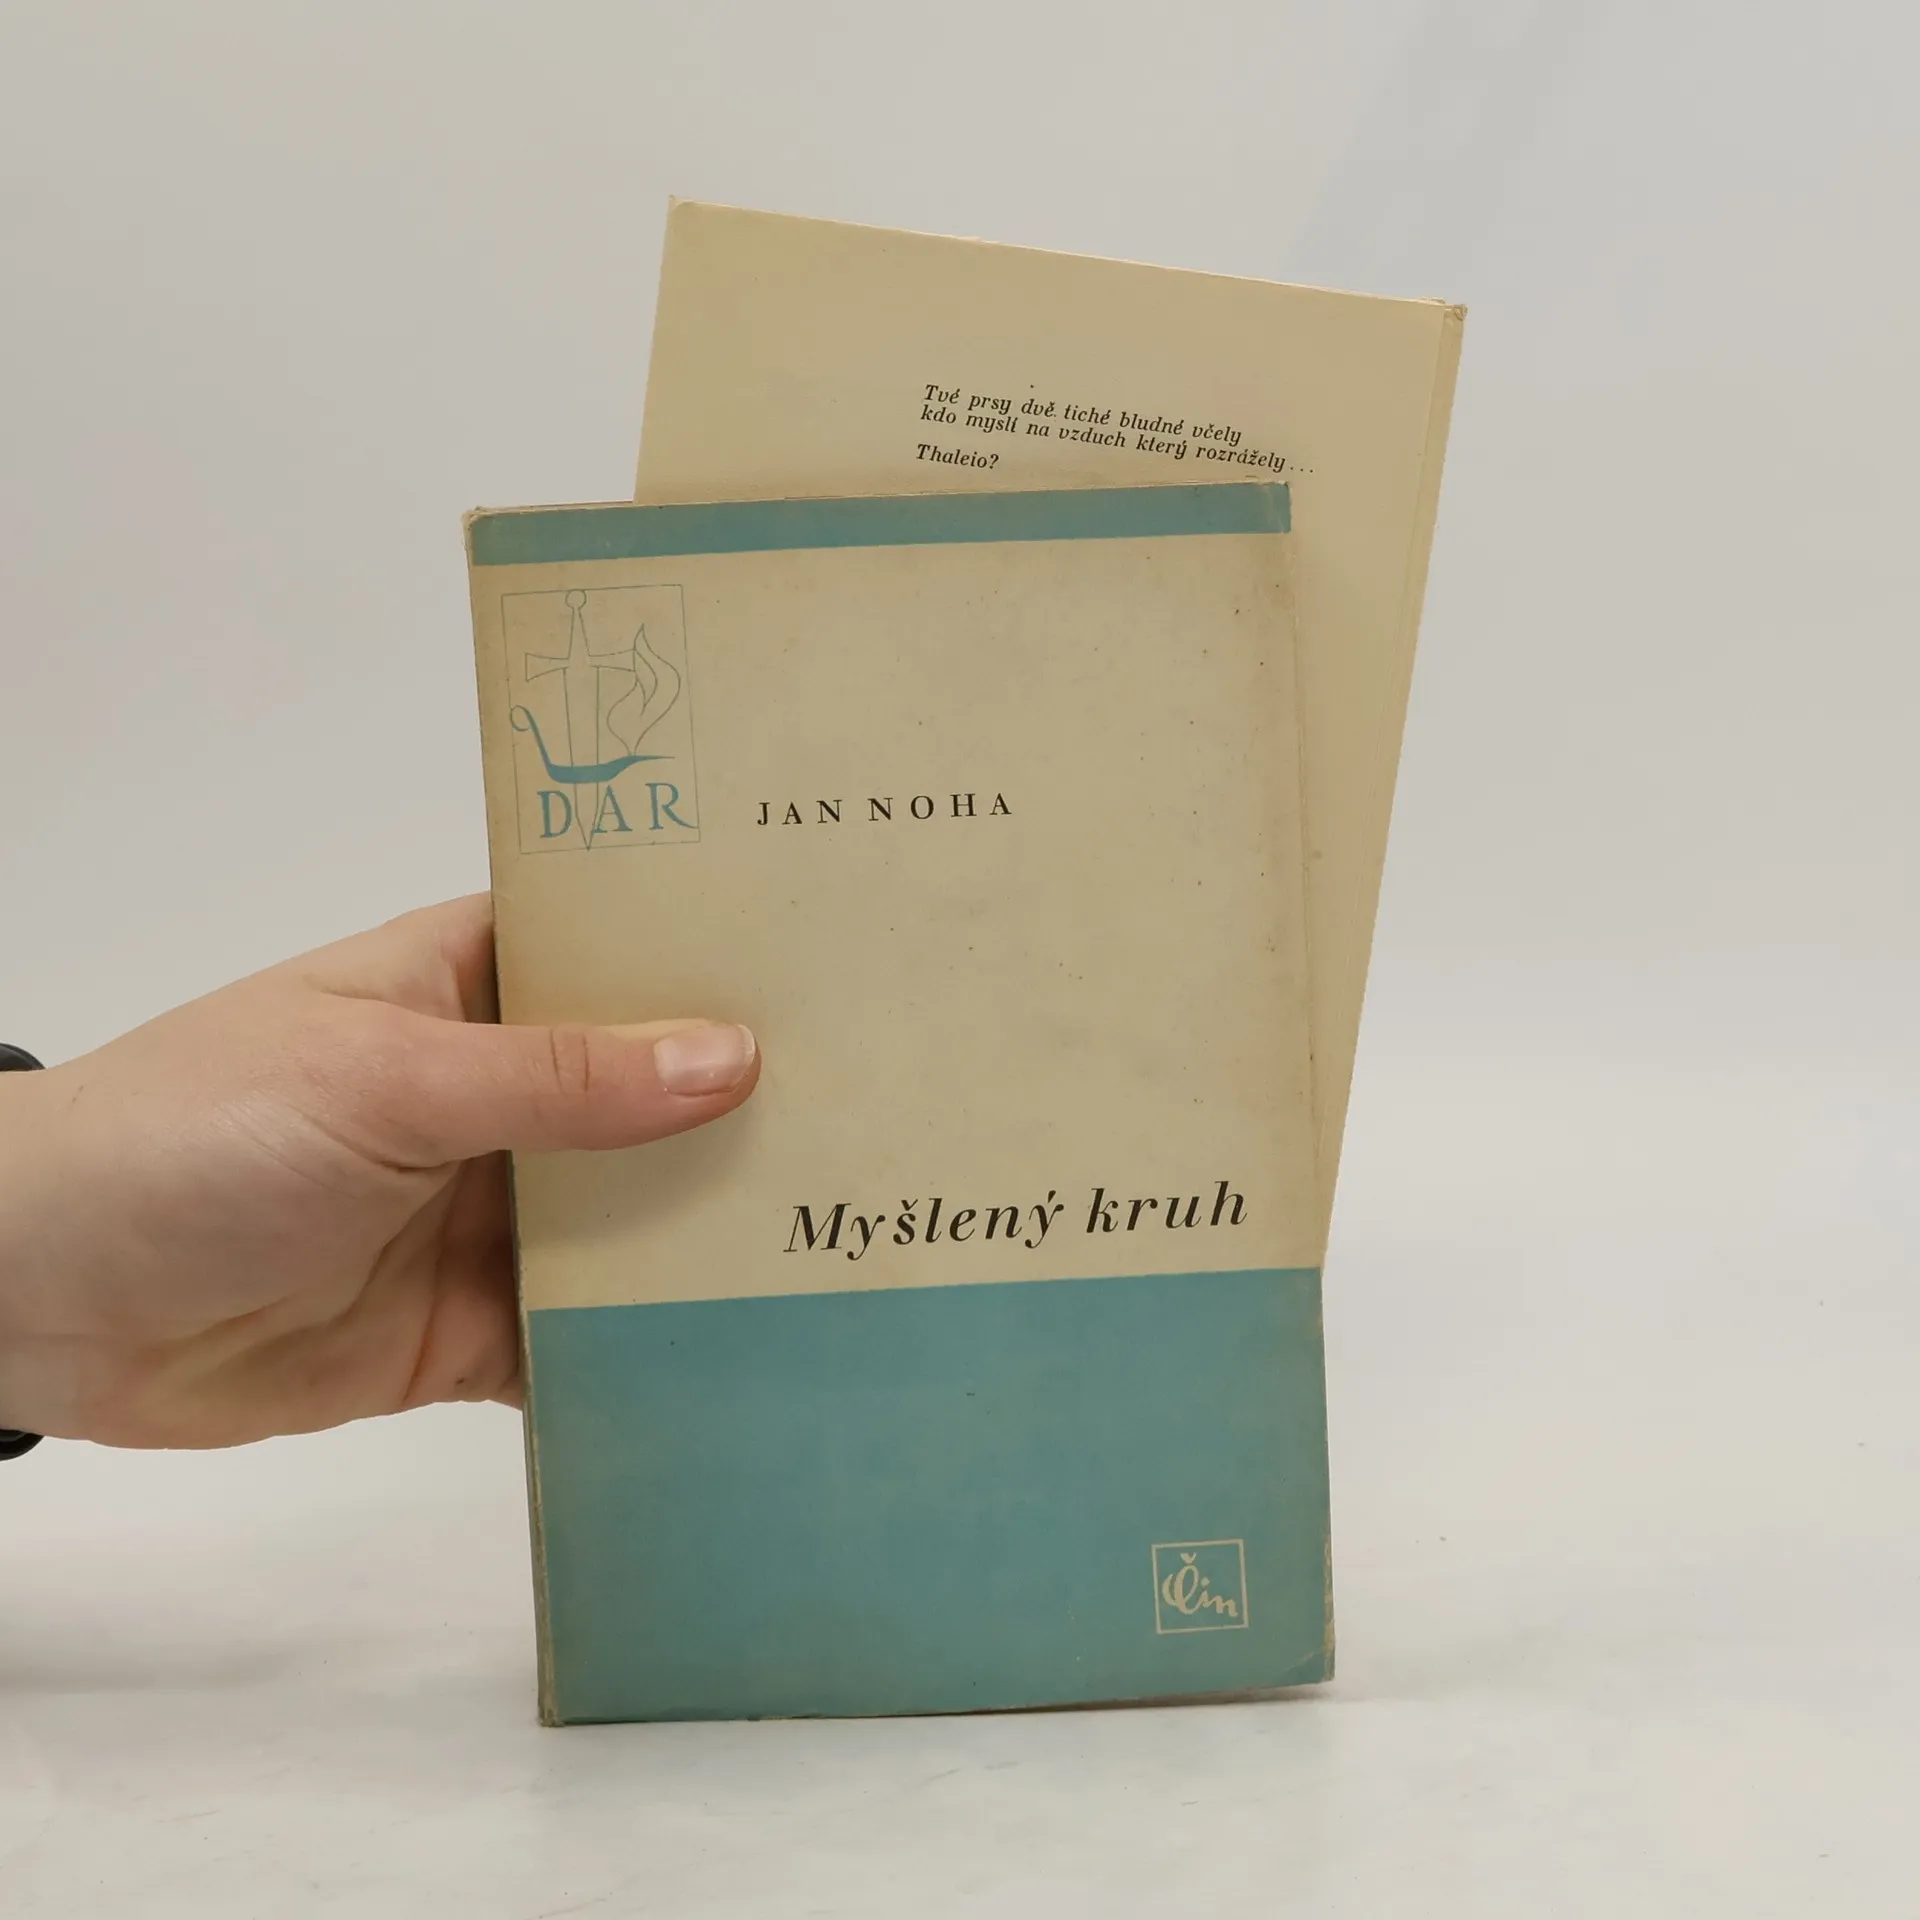 Tvé prsy dvě tiché bludné včely
kdo myslí na vzduch který rozrážely...
Thaleio?
DAR
JAN NOHA
Myšlený kruh
Čin